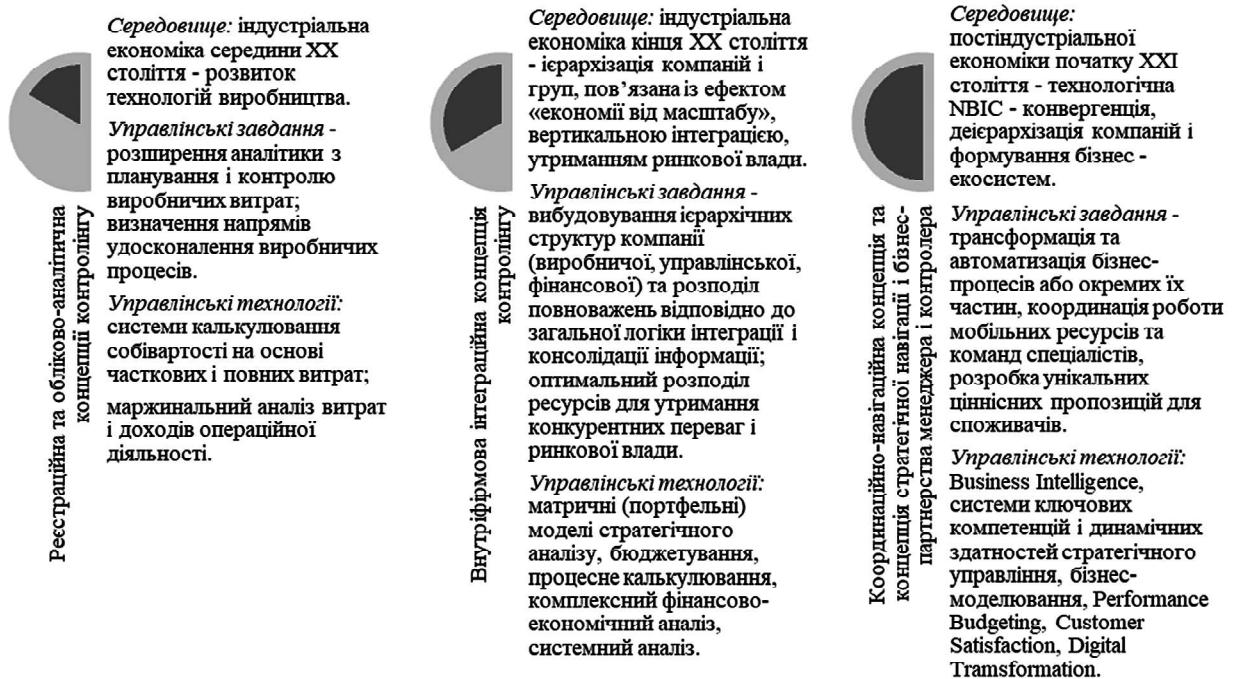 Реєстраційна та обліково-аналітична
концепції контролінгу
Середовище: індустріальна
економіка середини ХХ
століття - розвиток
технологій виробництва.
Управлінські завдання -
розширення аналітики з
планування і контролю
виробничих витрат;
визначення напрямів
удосконалення виробничих
процесів.
Управлінські технології:
системи калькулювання
собівартості на основі
часткових і повних витрат;
маржинальний аналіз витрат
і доходів операційної
діяльності.
Внутріфірмова інтеграційна концепція
контролінгу
Середовище: індустріальна
економіка кінця ХХ століття
- ієрархізація компаній і
груп, пов’язана із ефектом
«економії від масштабу»,
вертикальною інтеграцією,
утриманням ринкової влади.
Управлінські завдання -
вибудовування ієрархічних
структур компанії
(виробничої, управлінської,
фінансової) та розподіл
повноважень відповідно до
загальної логіки інтеграції і
консолідації інформації;
оптимальний розподіл
ресурсів для утримання
конкурентних переваг і
ринкової влади.
Управлінські технології:
матричні (портфельні)
моделі стратегічного
аналізу, бюджетування,
процесне калькулювання,
комплексний фінансово-
економічний аналіз,
системний аналіз.
Координаційно-навігаційна концепція та
концепція стратегічної навігації і бізнес-
партнерства менеджера і контролера
Середовище:
постіндустріальної
економіки початку ХХІ
століття - технологічна
NBIC - конвергенція,
деієрархізація компаній і
формування бізнес -
екосистем.
Управлінські завдання -
трансформація та
автоматизація бізнес-
процесів або окремих їх
частин, координація роботи
мобільних ресурсів та
команд спеціалістів,
розробка унікальних
ціннісних пропозицій для
споживачів.
Управлінські технології:
Business Intelligence,
системи ключових
компетенцій і динамічних
здатностей стратегічного
управління, бізнес-
моделювання, Performance
Budgeting, Customer
Satisfaction, Digital
Tramsformation.